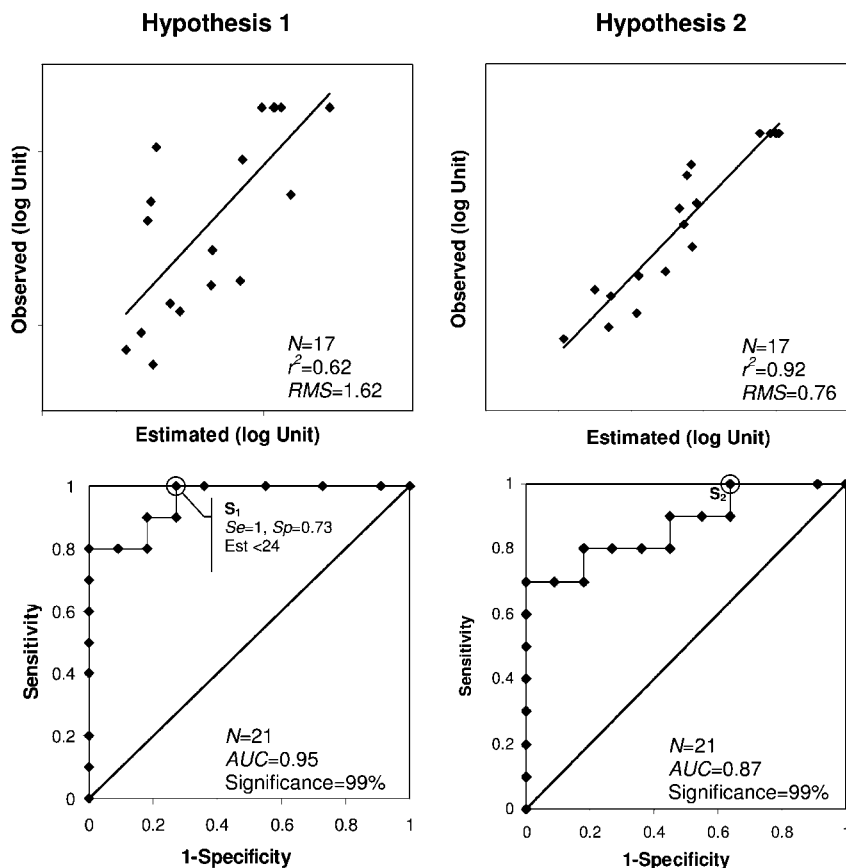 Hypothesis 1
Hypothesis 2
Observed (log Unit)
N=17
r²=0.62
RMS=1.62
Estimated (log Unit)
Observed (log Unit)
N=17
r²=0.92
RMS=0.76
Estimated (log Unit)
Sensitivity
1
0.8
0.6
0.4
0.2
0
S₁
Se=1, Sp=0.73
Est <24
N=21
AUC=0.95
Significance=99%
0 0.2 0.4 0.6 0.8 1
1-Specificity
Sensitivity
1
0.8
0.6
0.4
0.2
0
S₂
N=21
AUC=0.87
Significance=99%
0 0.2 0.4 0.6 0.8 1
1-Specificity